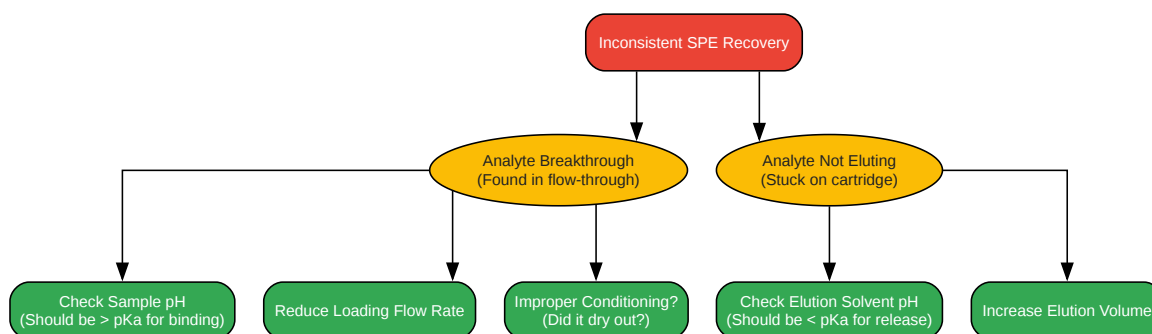 Inconsistent SPE Recovery
Analyte Breakthrough
(Found in flow-through)
Analyte Not Eluting
(Stuck on cartridge)
Check Sample pH
(Should be > pKa for binding)
Reduce Loading Flow Rate
Improper Conditioning?
(Did it dry out?)
Check Elution Solvent pH
(Should be < pKa for release)
Increase Elution Volume